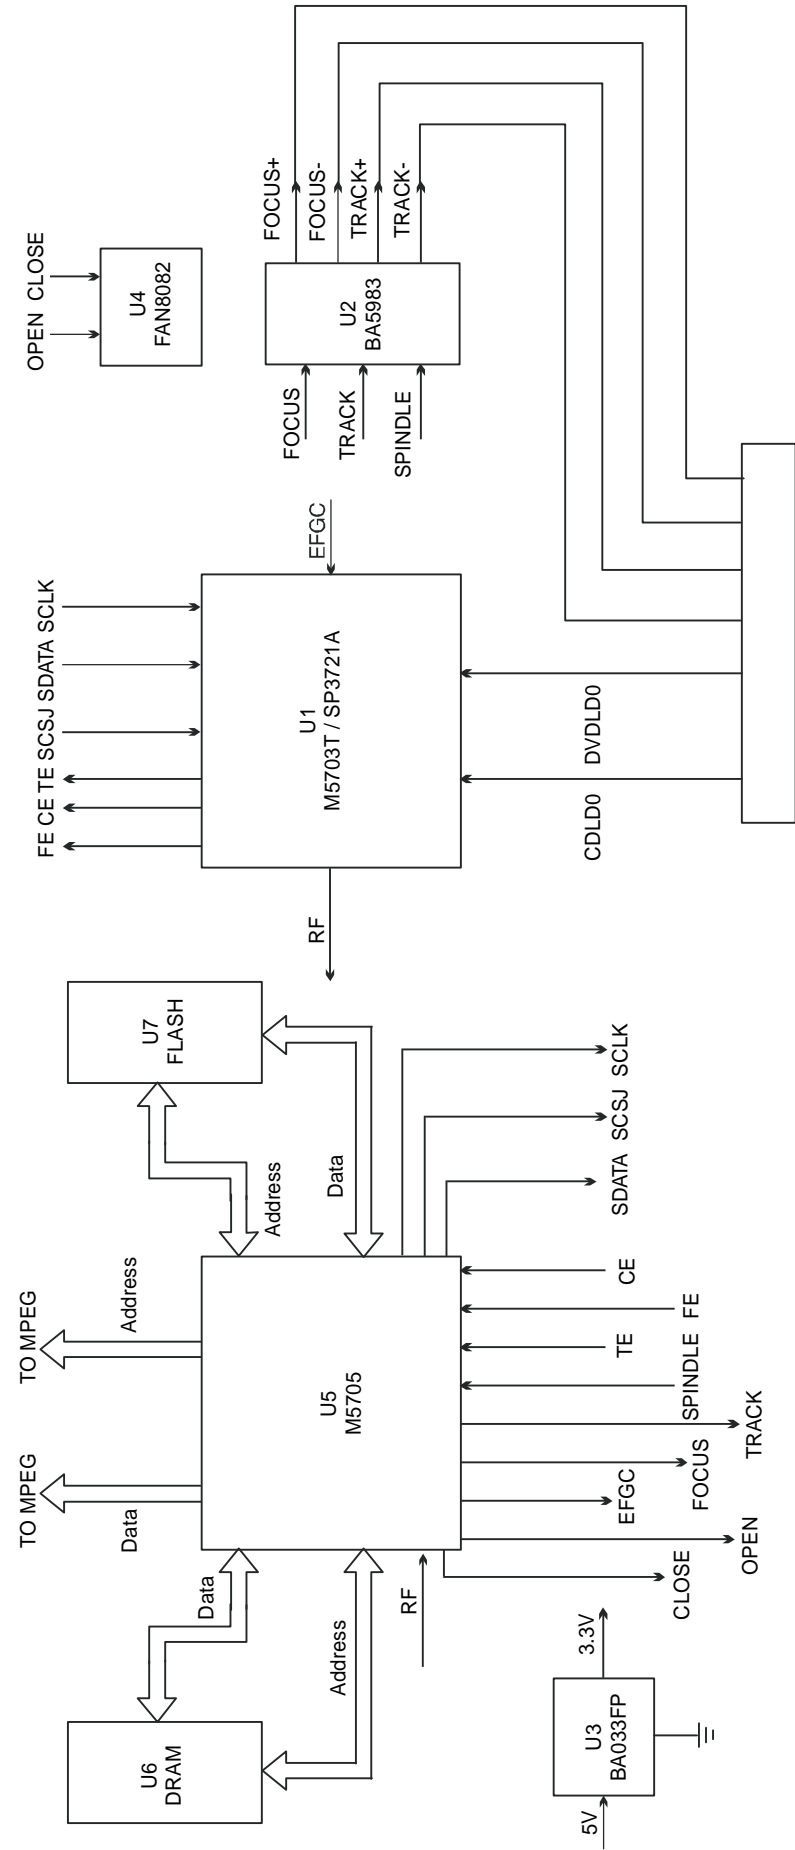 TO MPEG
TO MPEG
Data
Address
U6
DRAM
Data
Address
RF
U5
M5705
U7
FLASH
Address
Data
SDATA SCSJ SCLK
CE
TE
SPINDLE FE
TRACK
FOCUS
EFGC
OPEN
CLOSE
5V
U3
BA033FP
3.3V
FE CE TE SCSJ SDATA SCLK
RF
U1
M5703T / SP3721A
EFGC
CDLD0 DVDLD0
OPEN CLOSE
U4
FAN8082
FOCUS
TRACK
SPINDLE
U2
BA5983
FOCUS+
FOCUS-
TRACK+
TRACK-